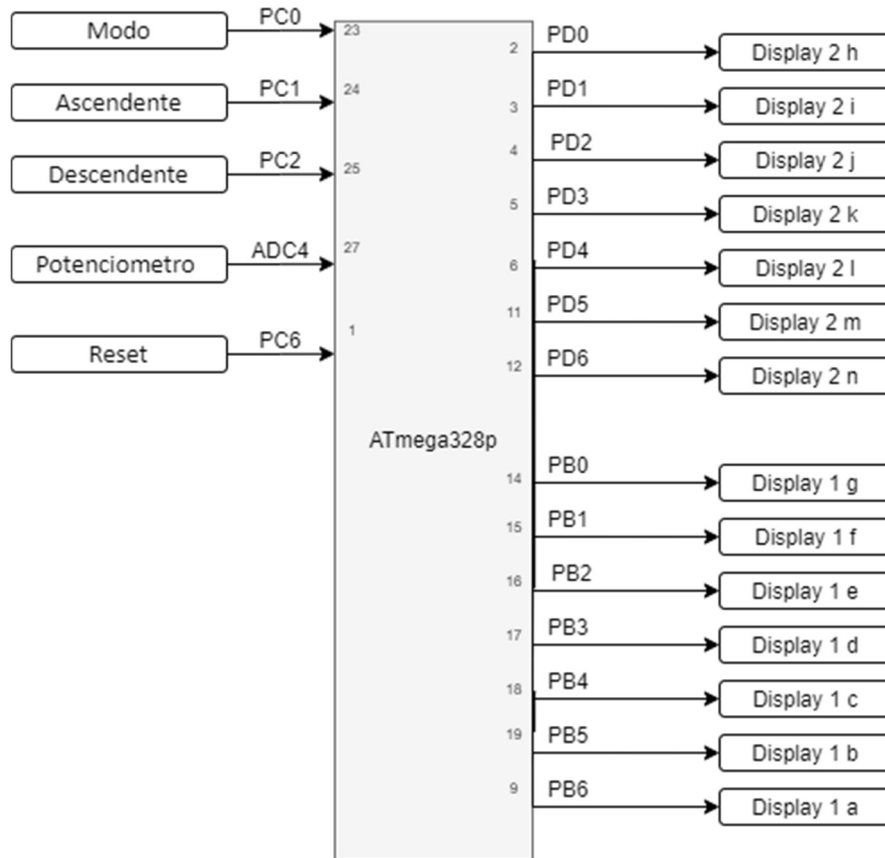 PC0
Modo
23
PC1
Ascendente
24
PC2
Descendente
25
ADC4
Potenciometro
27
PC6
Reset
1
ATmega328p
2
PD0
Display 2 h
3
PD1
Display 2 i
4
PD2
Display 2 j
5
PD3
Display 2 k
6
PD4
Display 2 l
11
PD5
Display 2 m
12
PD6
Display 2 n
14
PB0
Display 1 g
15
PB1
Display 1 f
16
PB2
Display 1 e
17
PB3
Display 1 d
18
PB4
Display 1 c
19
PB5
Display 1 b
9
PB6
Display 1 a